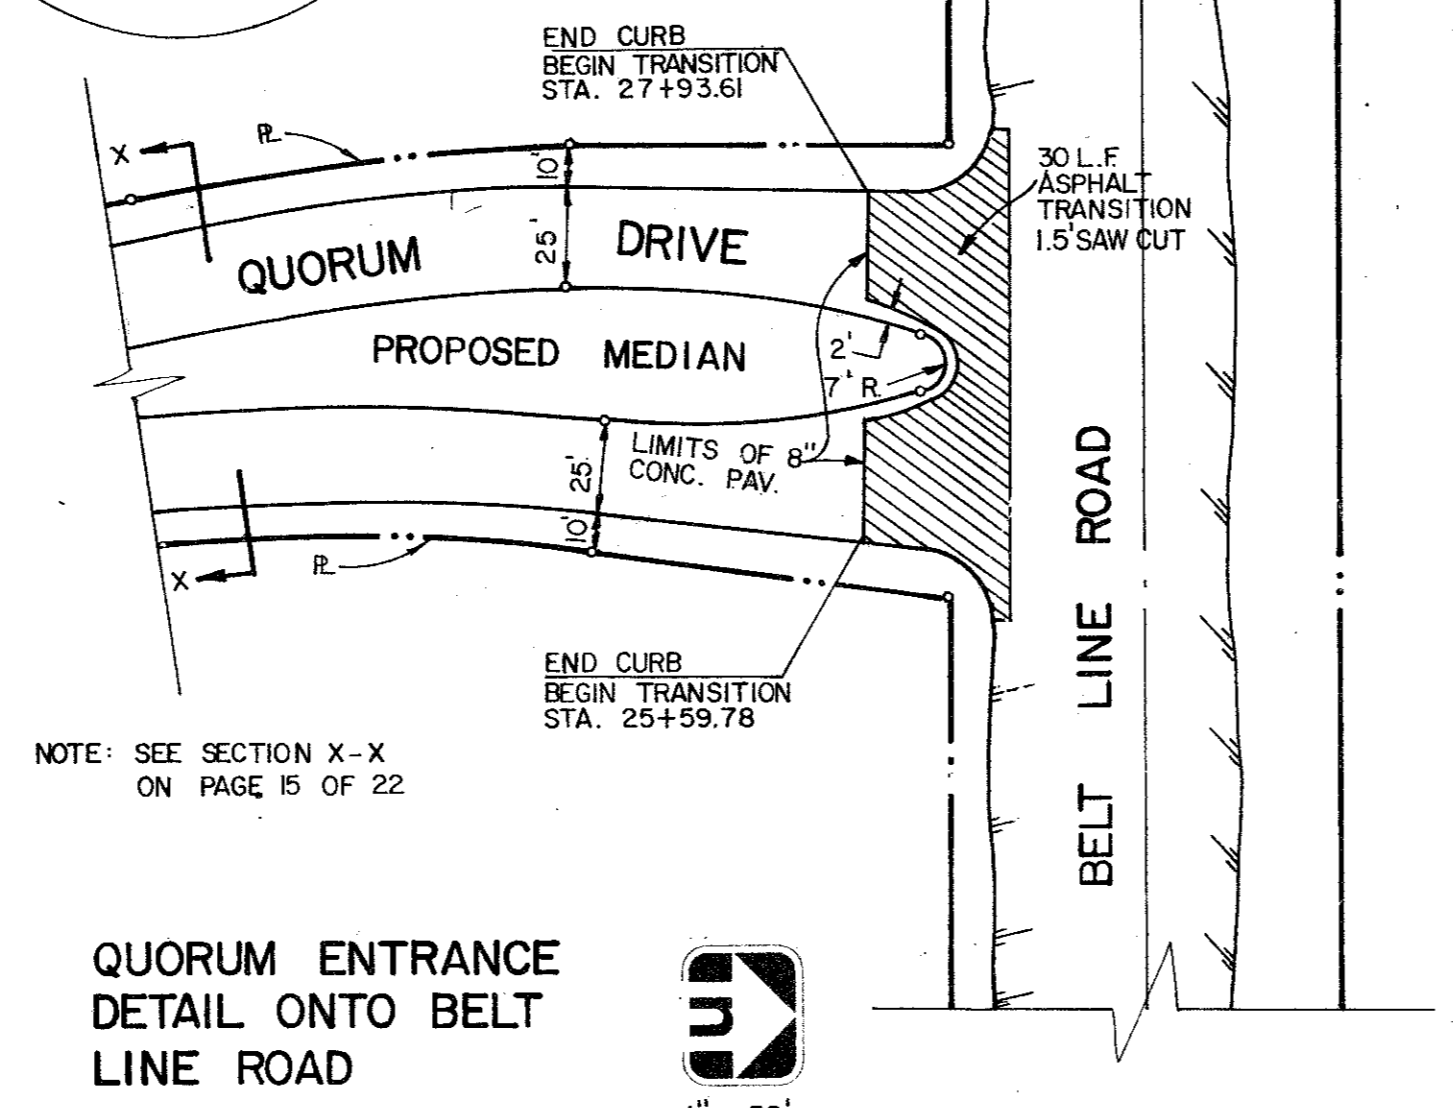 END CURB
BEGIN TRANSITION
STA. 27+93.61
X
PL
10'
25'
QUORUM DRIVE
30 L.F.
ASPHALT
TRANSITION
1.5' SAW CUT
PROPOSED MEDIAN
2'
7' R.
LIMITS OF 8"
CONC. PAV.
25'
10'
PL
X
BELT LINE ROAD
END CURB
BEGIN TRANSITION
STA. 25+59.78
NOTE: SEE SECTION X-X
ON PAGE 15 OF 22
QUORUM ENTRANCE
DETAIL ONTO BELT
LINE ROAD